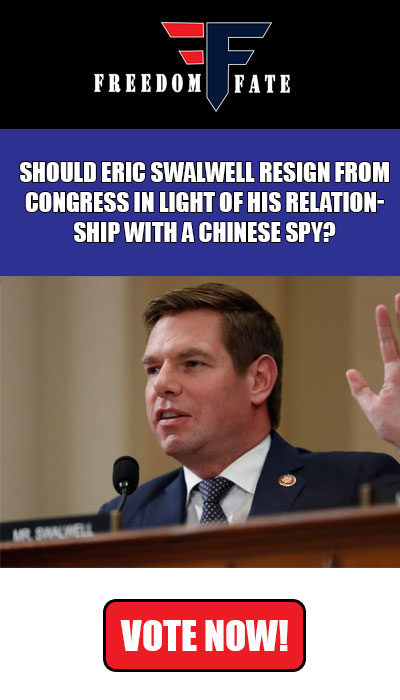 FREEDOM FATE
SHOULD ERIC SWALWELL RESIGN FROM
CONGRESS IN LIGHT OF HIS RELATION-
SHIP WITH A CHINESE SPY?
MR. SWALWELL
VOTE NOW!